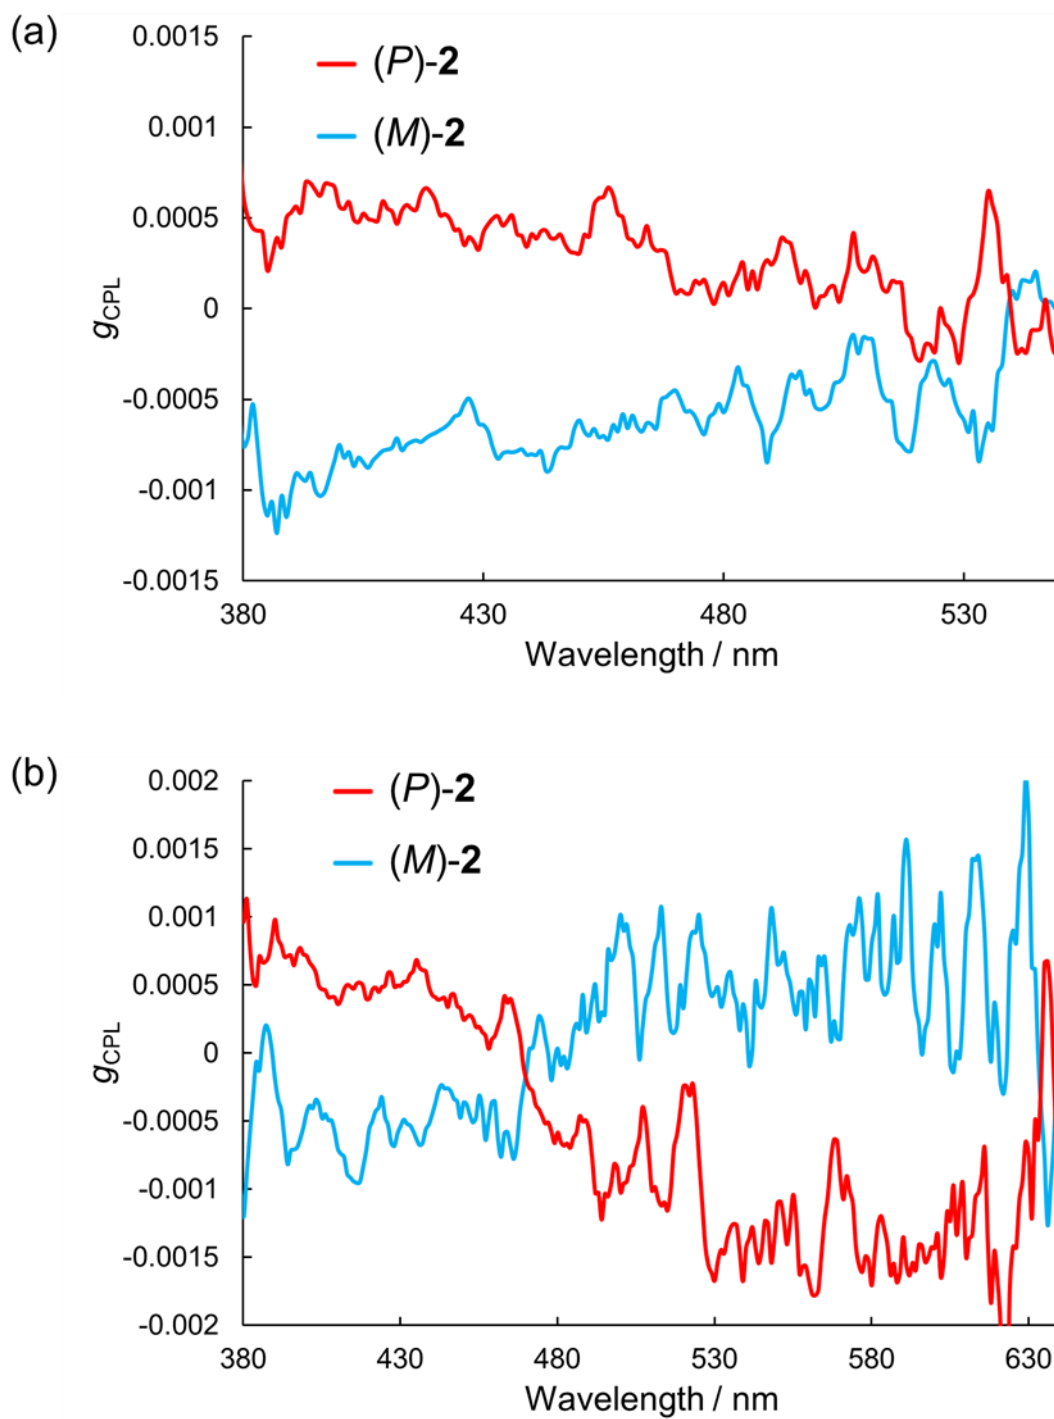 (a)
0.0015
0.001
0.0005
0
-0.0005
-0.001
-0.0015
gCPL
(P)-2
(M)-2
380 430 480 530
Wavelength / nm
(b)
0.002
0.0015
0.001
0.0005
0
-0.0005
-0.001
-0.0015
-0.002
gCPL
(P)-2
(M)-2
380 430 480 530 580 630
Wavelength / nm